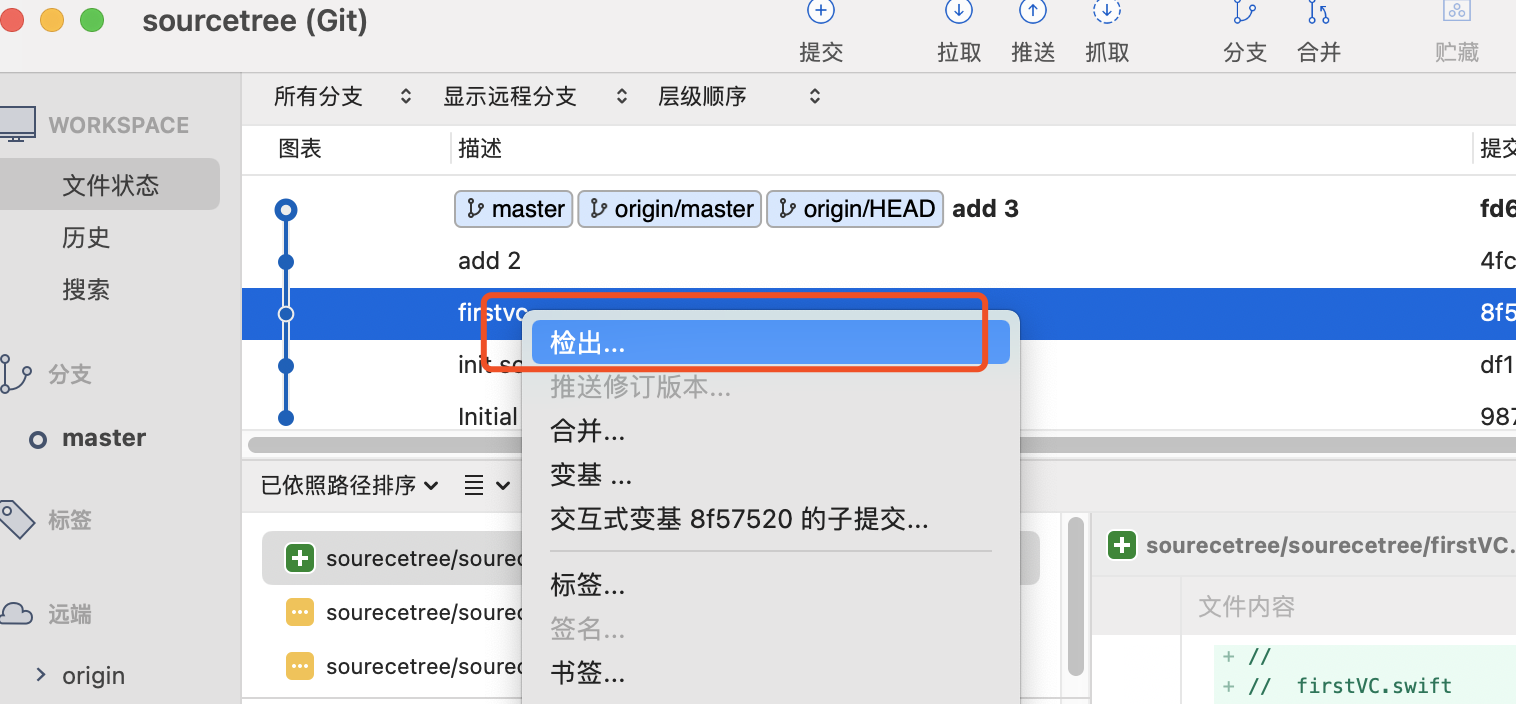 sourcetree (Git)
提交 拉取 推送 抓取 分支 合并 贮藏
WORKSPACE
文件状态
历史
搜索
分支
master
标签
远端
origin
所有分支 显示远程分支 层级顺序
图表 描述 提交
master origin/master origin/HEAD add 3 fd6
add 2 4fc
firstvc 8f5
init so df1
Initial 987
检出...
推送修订版本...
合并...
变基 ...
交互式变基 8f57520 的子提交...
标签...
签名...
书签...
已依照路径排序
sourecetree/sourec
sourecetree/sourec
sourecetree/sourec
sourecetree/sourecetree/firstVC.
文件内容
+ //
+ // firstVC.swift